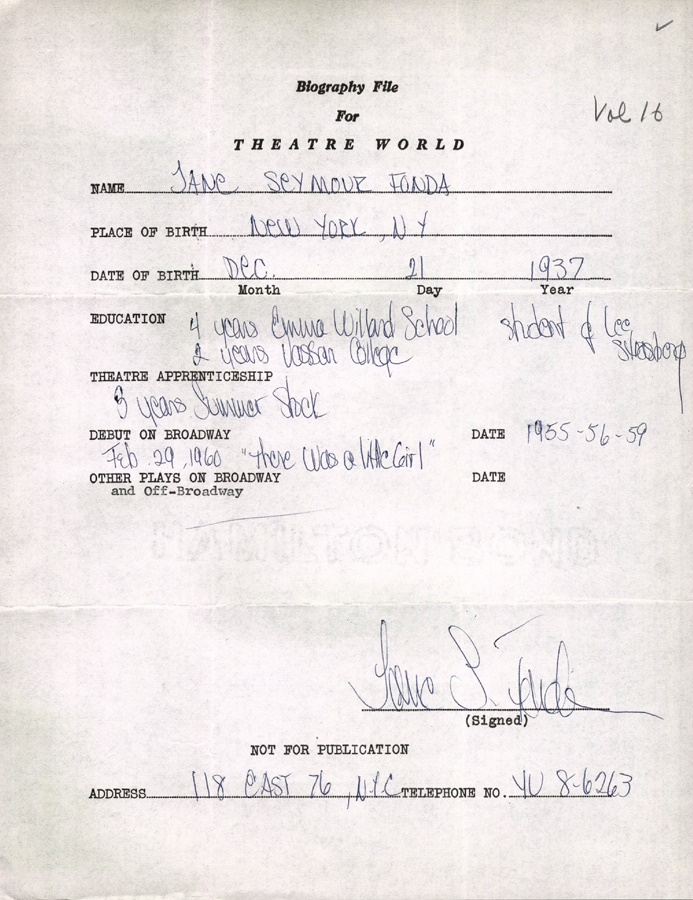 Biography File
Vol 16
For
THEATRE WORLD
NAME JANE SEYMOUR FONDA
PLACE OF BIRTH NEW YORK, NY
DATE OF BIRTH DEC. 21 1937
Month Day Year
EDUCATION 4 years Emma Willard School student of Lee
2 years Vassar College Strasberg
THEATRE APPRENTICESHIP
3 years Summer Stock
DEBUT ON BROADWAY DATE 1955-56-59
Feb. 29, 1960 "There Was a Little Girl"
OTHER PLAYS ON BROADWAY DATE
and Off-Broadway
HAMILTON BOND
Jane S. Fonda
(Signed)
NOT FOR PUBLICATION
ADDRESS 118 EAST 76, N.Y.C TELEPHONE NO. YU 8-6263